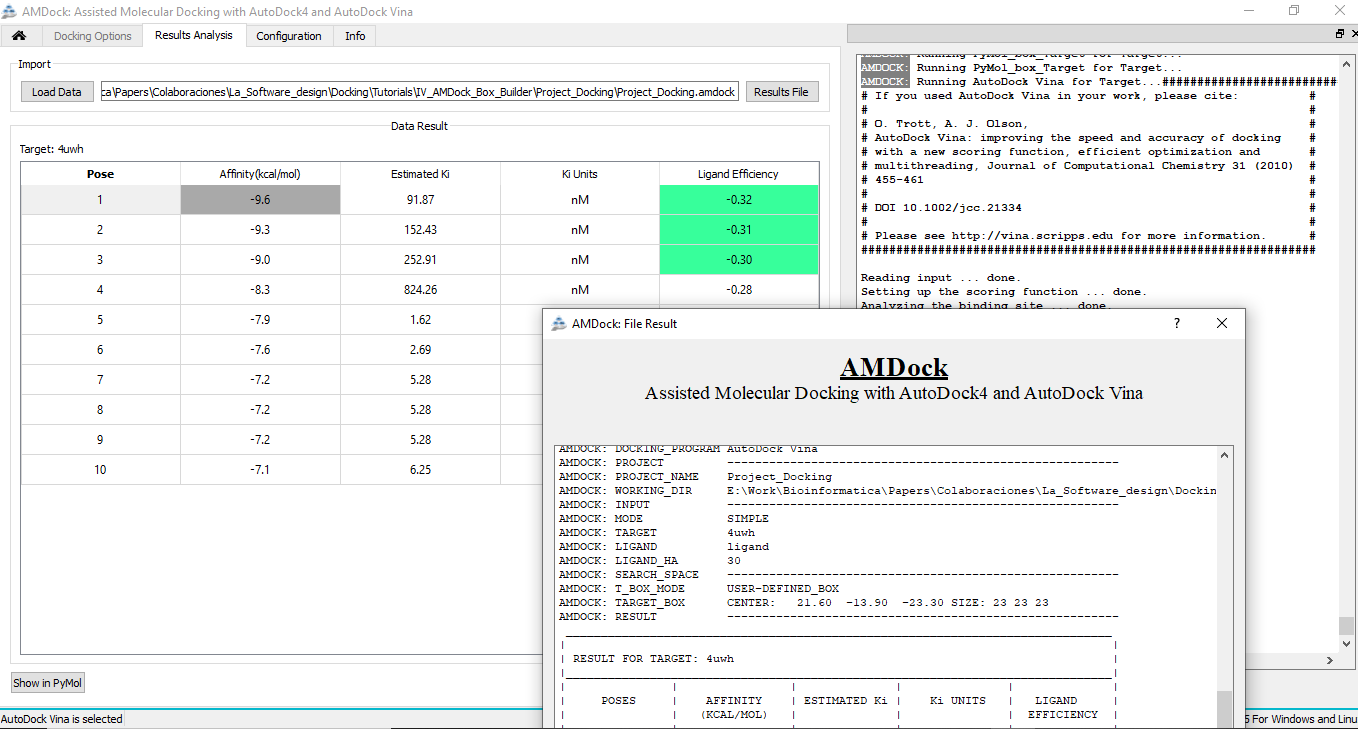 AMDock: Assisted Molecular Docking with AutoDock4 and AutoDock Vina
Docking Options Results Analysis Configuration Info
Import
Load Data ca\Papers\Colaboraciones\La_Software_design\Docking\Tutorials\IV_AMDock_Box_Builder\Project_Docking\Project_Docking.amdock Results File
Data Result
Target: 4uwh
Pose Affinity(kcal/mol) Estimated Ki Ki Units Ligand Efficiency
1 -9.6 91.87 nM -0.32
2 -9.3 152.43 nM -0.31
3 -9.0 252.91 nM -0.30
4 -8.3 824.26 nM -0.28
5 -7.9 1.62
6 -7.6 2.69
7 -7.2 5.28
8 -7.2 5.28
9 -7.2 5.28
10 -7.1 6.25
Show in PyMol
AutoDock Vina is selected
AMDOCK: Running PyMol_box_Target for Target...
AMDOCK: Running PyMol_box_Target for Target...
AMDOCK: Running AutoDock Vina for Target...#########################
# If you used AutoDock Vina in your work, please cite: #
# #
# O. Trott, A. J. Olson, #
# AutoDock Vina: improving the speed and accuracy of docking #
# with a new scoring function, efficient optimization and #
# multithreading, Journal of Computational Chemistry 31 (2010) #
# 455-461 #
# #
# DOI 10.1002/jcc.21334 #
# #
# Please see http://vina.scripps.edu for more information. #
#################################################################
Reading input ... done.
Setting up the scoring function ... done.
Analyzing the binding site ... done.
AMDock: File Result ?
AMDock
Assisted Molecular Docking with AutoDock4 and AutoDock Vina
AMDOCK: DOCKING_PROGRAM AutoDock Vina
AMDOCK: PROJECT --------------------------------------------------------
AMDOCK: PROJECT_NAME Project_Docking
AMDOCK: WORKING_DIR E:\Work\Bioinformatica\Papers\Colaboraciones\La_Software_design\Dockin
AMDOCK: INPUT --------------------------------------------------------
AMDOCK: MODE SIMPLE
AMDOCK: TARGET 4uwh
AMDOCK: LIGAND ligand
AMDOCK: LIGAND_HA 30
AMDOCK: SEARCH_SPACE --------------------------------------------------------
AMDOCK: T_BOX_MODE USER-DEFINED_BOX
AMDOCK: TARGET_BOX CENTER: 21.60 -13.90 -23.30 SIZE: 23 23 23
AMDOCK: RESULT --------------------------------------------------------
| RESULT FOR TARGET: 4uwh |
| POSES | AFFINITY | ESTIMATED Ki | Ki UNITS | LIGAND |
| | (KCAL/MOL) | | | EFFICIENCY |
5 For Windows and Linu